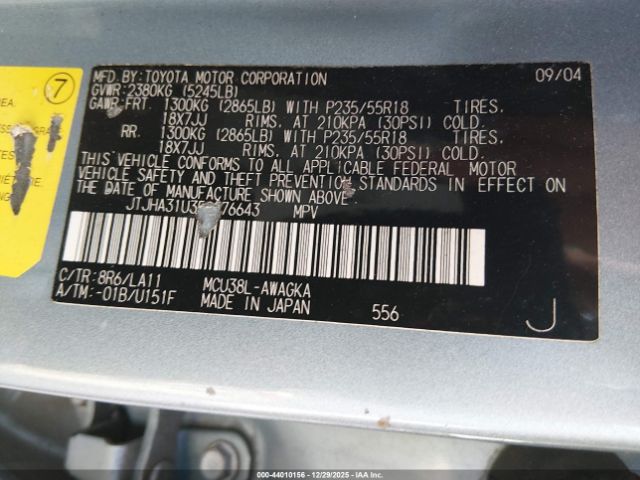 7
MFD. BY: TOYOTA MOTOR CORPORATION 09/04
GVWR: 2380KG (5245LB)
GAWR: FRT. 1300KG (2865LB) WITH P235/55R18 TIRES,
18X7JJ RIMS, AT 210KPA (30PSI) COLD.
RR. 1300KG (2865LB) WITH P235/55R18 TIRES,
18X7JJ RIMS, AT 210KPA (30PSI) COLD.
THIS VEHICLE CONFORMS TO ALL APPLICABLE FEDERAL MOTOR
VEHICLE SAFETY AND THEFT PREVENTION STANDARDS IN EFFECT ON
THE DATE OF MANUFACTURE SHOWN ABOVE.
MPV
C/TR: 8R6/LA11 MCU38L-AWAGKA
A/TM: -01B/U151F MADE IN JAPAN 556
J
000-44010156 - 12/29/2025 - IAAI.COM